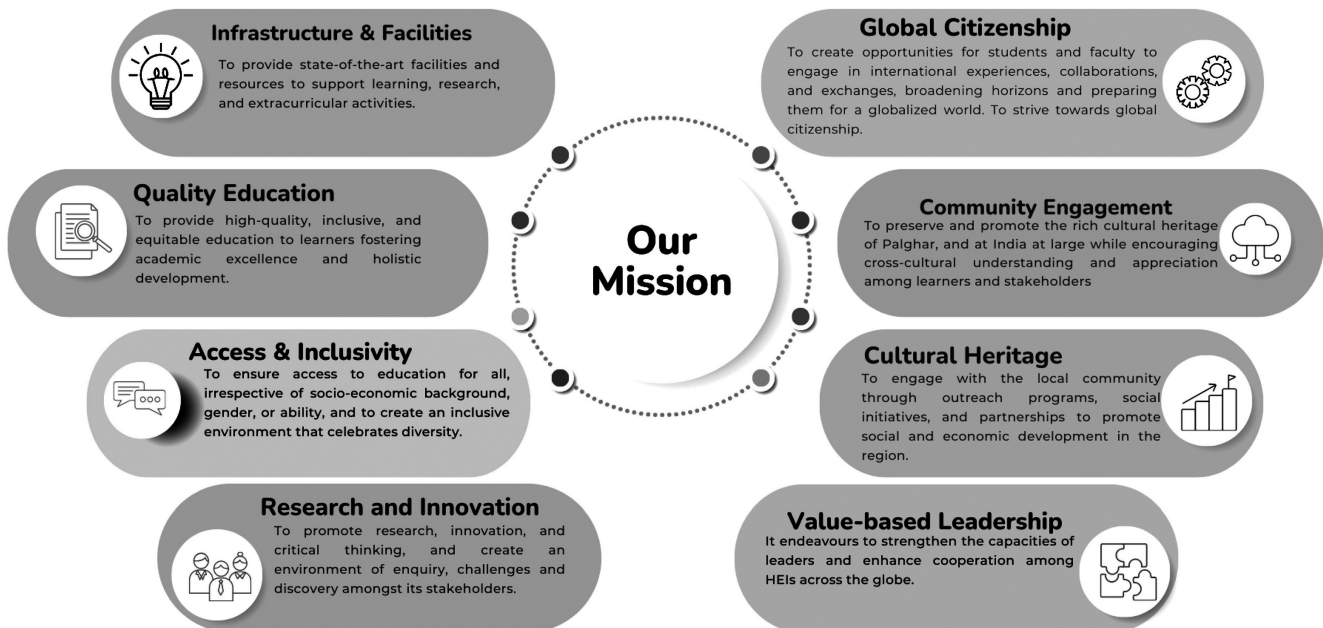 Infrastructure & Facilities
To provide state-of-the-art facilities and
resources to support learning, research,
and extracurricular activities.
Quality Education
To provide high-quality, inclusive, and
equitable education to learners fostering
academic excellence and holistic
development.
Access & Inclusivity
To ensure access to education for all,
irrespective of socio-economic background,
gender, or ability, and to create an inclusive
environment that celebrates diversity.
Research and Innovation
To promote research, innovation, and
critical thinking, and create an
environment of enquiry, challenges and
discovery amongst its stakeholders.
Our
Mission
Global Citizenship
To create opportunities for students and faculty to
engage in international experiences, collaborations,
and exchanges, broadening horizons and preparing
them for a globalized world. To strive towards global
citizenship.
Community Engagement
To preserve and promote the rich cultural heritage
of Palghar, and at India at large while encouraging
cross-cultural understanding and appreciation
among learners and stakeholders
Cultural Heritage
To engage with the local community
through outreach programs, social
initiatives, and partnerships to promote
social and economic development in the
region.
Value-based Leadership
It endeavours to strengthen the capacities of
leaders and enhance cooperation among
HEIs across the globe.